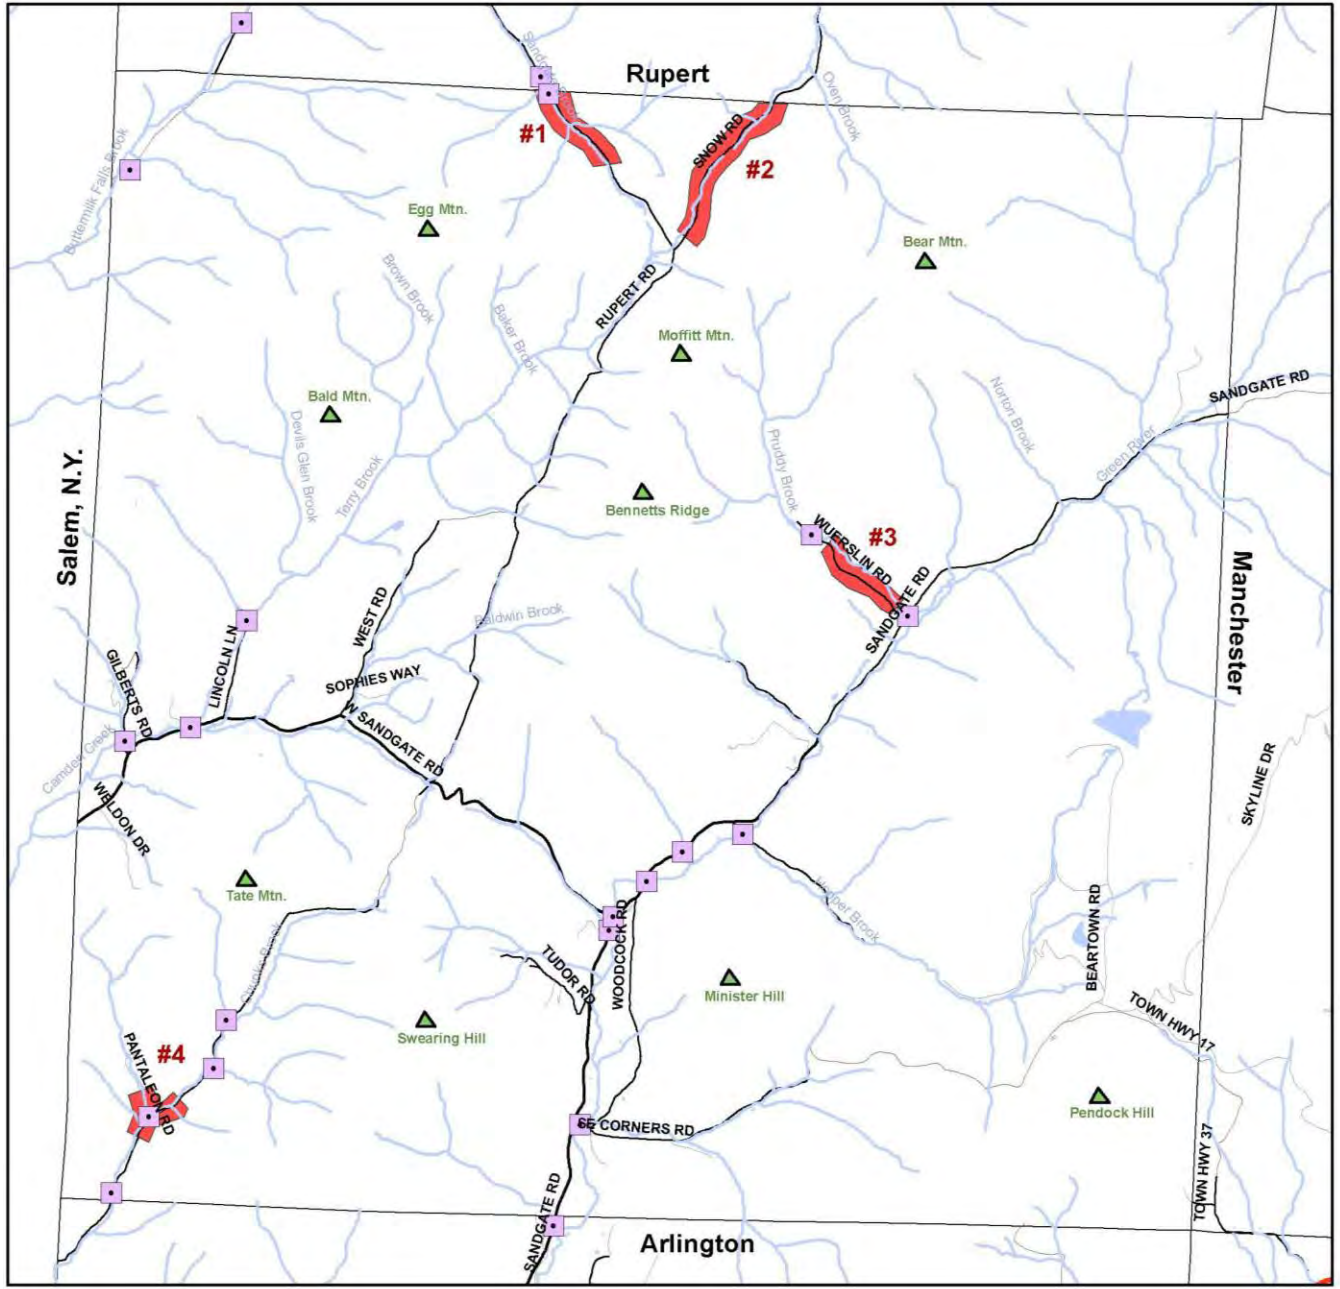 Rupert
Oven Brook
#1
SNOW RD
#2
Buttermilk Falls Brook
Egg Mtn.
Bear Mtn.
Brown Brook
RUPERT RD
Baker Brook
Moffitt Mtn.
SANDGATE RD
Bald Mtn.
Norton Brook
Devils Glen Brook
Terry Brook
Pruddy Brook
Green River
Salem, N.Y.
Bennetts Ridge
#3
WUERSLIN RD
Manchester
WEST RD
Baldwin Brook
SANDGATE RD
LINCOLN LN
GILBERTS RD
SOPHIES WAY
W SANDGATE RD
Camden Creek
SKYLINE DR
WELDON DR
Tate Mtn.
WOODCOCK RD
BEARTOWN RD
TUDOR RD
Minister Hill
Swearing Hill
TOWN HWY 17
#4
PANTALEON RD
Pendock Hill
SE CORNERS RD
TOWN HWY 37
SANDGATE RD
Arlington